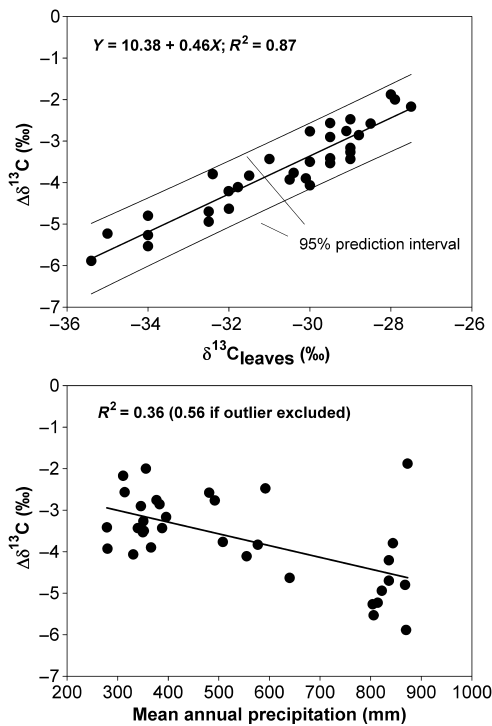 0
Y = 10.38 + 0.46X; R² = 0.87
−1
−2
−3
Δδ¹³C (‰)
−4
−5
95% prediction interval
−6
−7
−36 −34 −32 −30 −28 −26
δ¹³Cleaves (‰)
0
R² = 0.36 (0.56 if outlier excluded)
−1
−2
−3
Δδ¹³C (‰)
−4
−5
−6
−7
200 300 400 500 600 700 800 900 1000
Mean annual precipitation (mm)